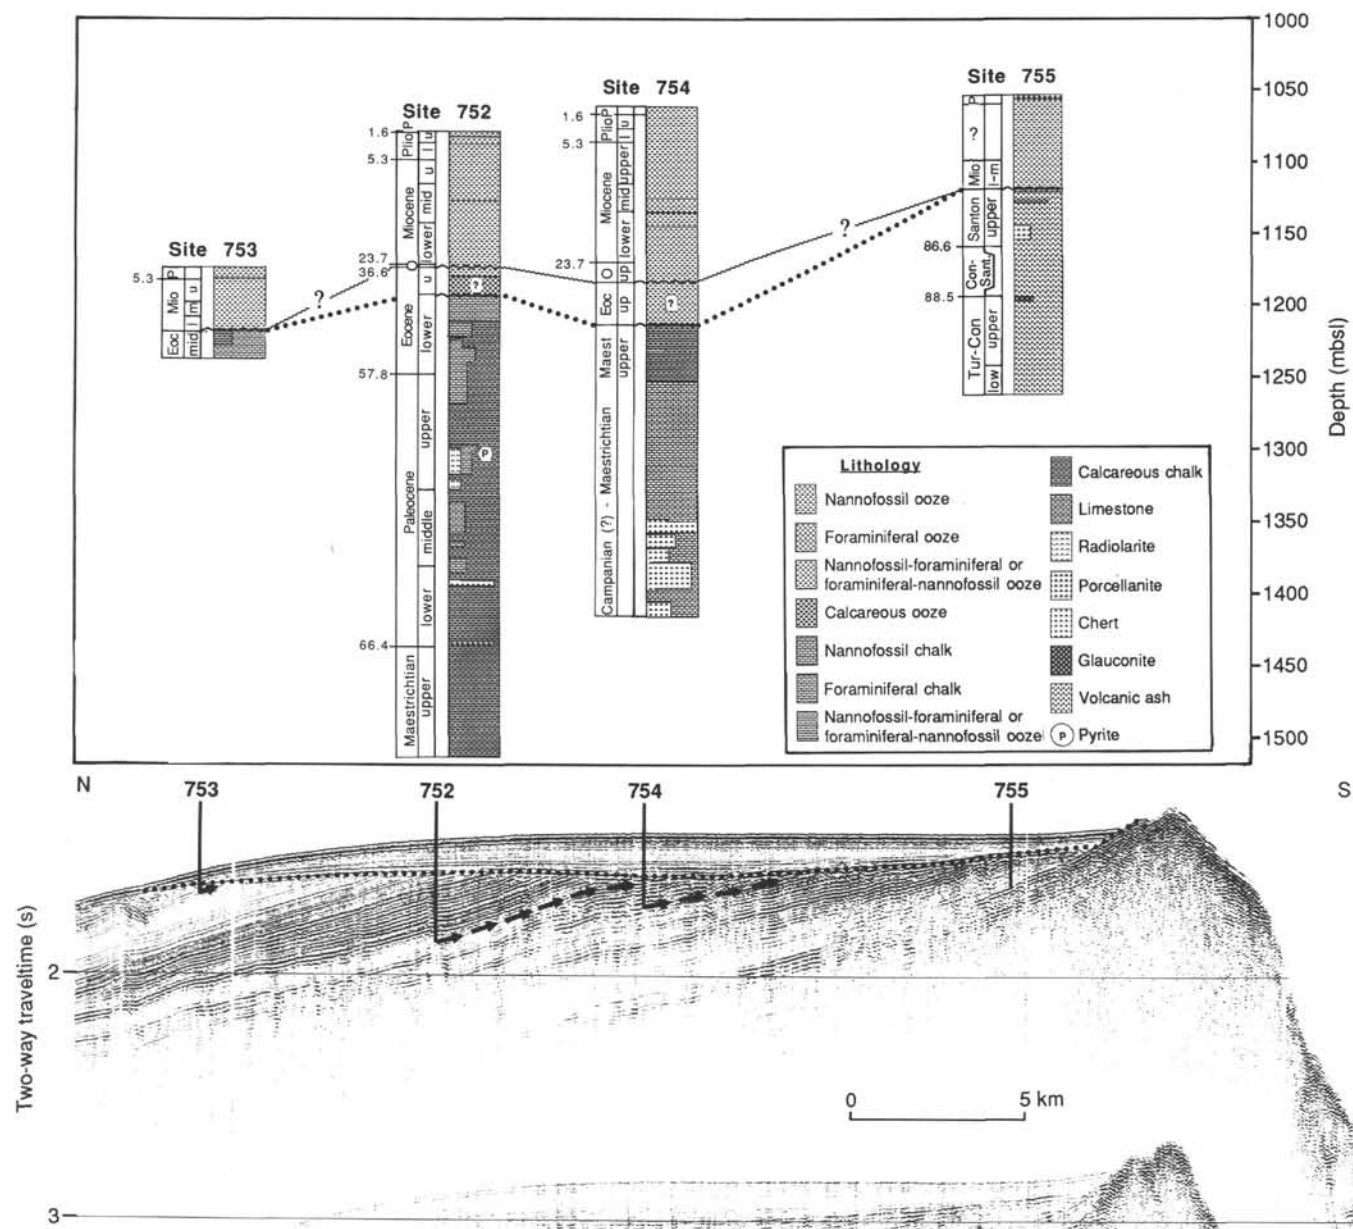 1000
1050
1100
1150
1200
1250
1300
1350
1400
1450
1500
Depth (mbsl)
Site 753
5.3
P
Mio
u
m
l
Eoc
mid
?
Site 752
1.6
5.3
23.7
36.6
57.8
66.4
Plio P
u
l
Miocene
u
mid
lower
O
Eocene
u
lower
Paleocene
upper
middle
lower
Maestrichtian
upper
?
P
Site 754
1.6
5.3
23.7
Plio P
u
l
Miocene
upper
mid
lower
O
up
Eoc
up
Maest
upper
Campanian (?) - Maestrichtian
?
?
Site 755
P
?
Mio
l-m
Santon
upper
86.6
Con-
Sant.
88.5
Tur-Con
upper
low
Lithology
Nannofossil ooze
Foraminiferal ooze
Nannofossil-foraminiferal or
foraminiferal-nannofossil ooze
Calcareous ooze
Nannofossil chalk
Foraminiferal chalk
Nannofossil-foraminiferal or
foraminiferal-nannofossil ooze
Calcareous chalk
Limestone
Radiolarite
Porcellanite
Chert
Glauconite
Volcanic ash
P Pyrite
N
753
752
754
755
S
Two-way traveltime (s)
2
3
0 5 km